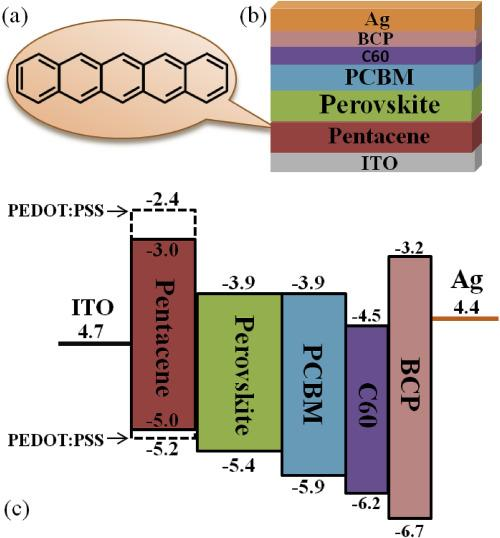 (a)
(b)
Ag
BCP
C60
PCBM
Perovskite
Pentacene
ITO
PEDOT:PSS
-2.4
-3.0
-3.2
-3.9
-3.9
Ag
4.4
ITO
4.7
-4.5
Pentacene
Perovskite
PCBM
C60
BCP
-5.0
PEDOT:PSS
-5.2
-5.4
-5.9
-6.2
-6.7
(c)